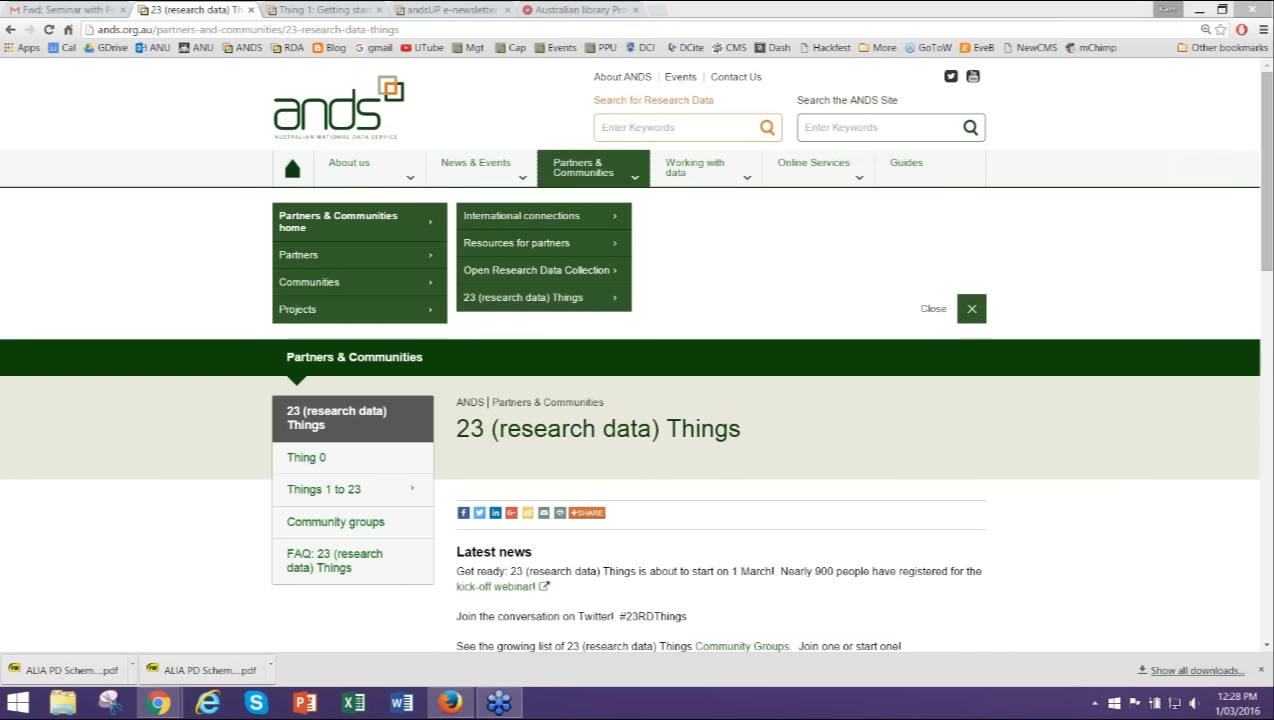 Fwd: Seminar with P
23 (research data) Th
Thing 1: Getting star
andsUP e-newsletter
Australian library Pro
ands.org.au/partners-and-communities/23-research-data-things
Apps Cal GDrive ANU ANU ANDS RDA Blog gmail UTube Mgt Cap Events PPU DCI DCite CMS Dash Hackfest More GoToW EveB NewCMS mChimp Other bookmarks
About ANDS | Events | Contact Us
ands
AUSTRALIAN NATIONAL DATA SERVICE
Search for Research Data
Search the ANDS Site
Enter Keywords
Enter Keywords
About us
News & Events
Partners &
Communities
Working with
data
Online Services
Guides
Partners & Communities
home
Partners
Communities
Projects
International connections
Resources for partners
Open Research Data Collection
23 (research data) Things
Close
Partners & Communities
23 (research data)
Things
Thing 0
Things 1 to 23
Community groups
FAQ: 23 (research
data) Things
ANDS | Partners & Communities
23 (research data) Things
SHARE
Latest news
Get ready: 23 (research data) Things is about to start on 1 March! Nearly 900 people have registered for the
kick-off webinar!
Join the conversation on Twitter! #23RDThings
See the growing list of 23 (research data) Things Community Groups. Join one or start one!
ALIA PD Schem....pdf
ALIA PD Schem....pdf
Show all downloads...
12:28 PM
1/03/2016